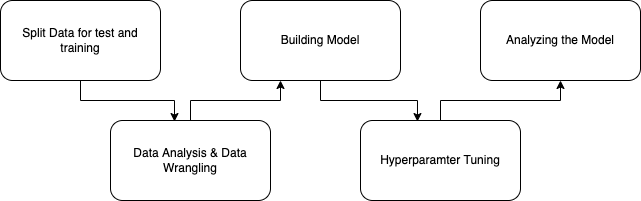 Split Data for test and
training
Building Model
Analyzing the Model
Data Analysis & Data
Wrangling
Hyperparamter Tuning